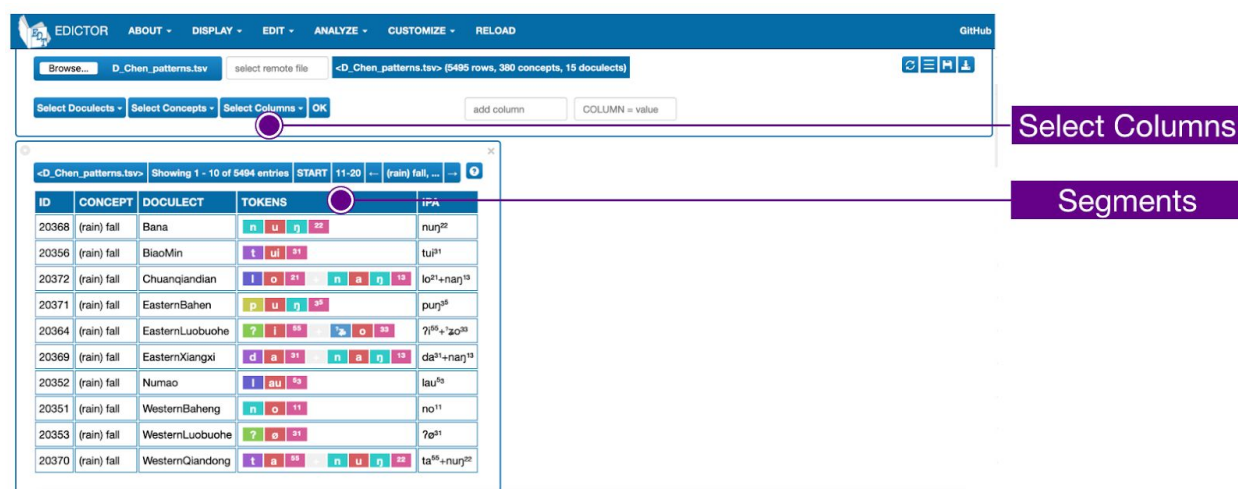 EDICTOR ABOUT DISPLAY EDIT ANALYZE CUSTOMIZE RELOAD GitHub
Browse... D_Chen_patterns.tsv select remote file <D_Chen_patterns.tsv> (5495 rows, 380 concepts, 15 doculects)
Select Doculects Select Concepts Select Columns OK add column COLUMN = value
Select Columns
<D_Chen_patterns.tsv> Showing 1 - 10 of 5494 entries START 11-20 ← (rain) fall, ... → ?
Segments
ID CONCEPT DOCULECT TOKENS IPA
20368 (rain) fall Bana n u ŋ ²² nuŋ²²
20356 (rain) fall BiaoMin t ui ³¹ tui³¹
20372 (rain) fall Chuanqiandian l o ²¹ + n a ŋ ¹³ lo²¹+naŋ¹³
20371 (rain) fall EasternBahen p u ŋ ³⁵ puŋ³⁵
20364 (rain) fall EasternLuobuohe ʔ i ⁵⁵ + ˀʑ o ³³ ʔi⁵⁵+ˀʑo³³
20369 (rain) fall EasternXiangxi d a ³¹ + n a ŋ ¹³ da³¹+naŋ¹³
20352 (rain) fall Numao l au ⁵³ lau⁵³
20351 (rain) fall WesternBaheng n o ¹¹ no¹¹
20353 (rain) fall WesternLuobuohe ʔ ø ³¹ ʔø³¹
20370 (rain) fall WesternQiandong t a ⁵⁵ + n u ŋ ²² ta⁵⁵+nuŋ²²